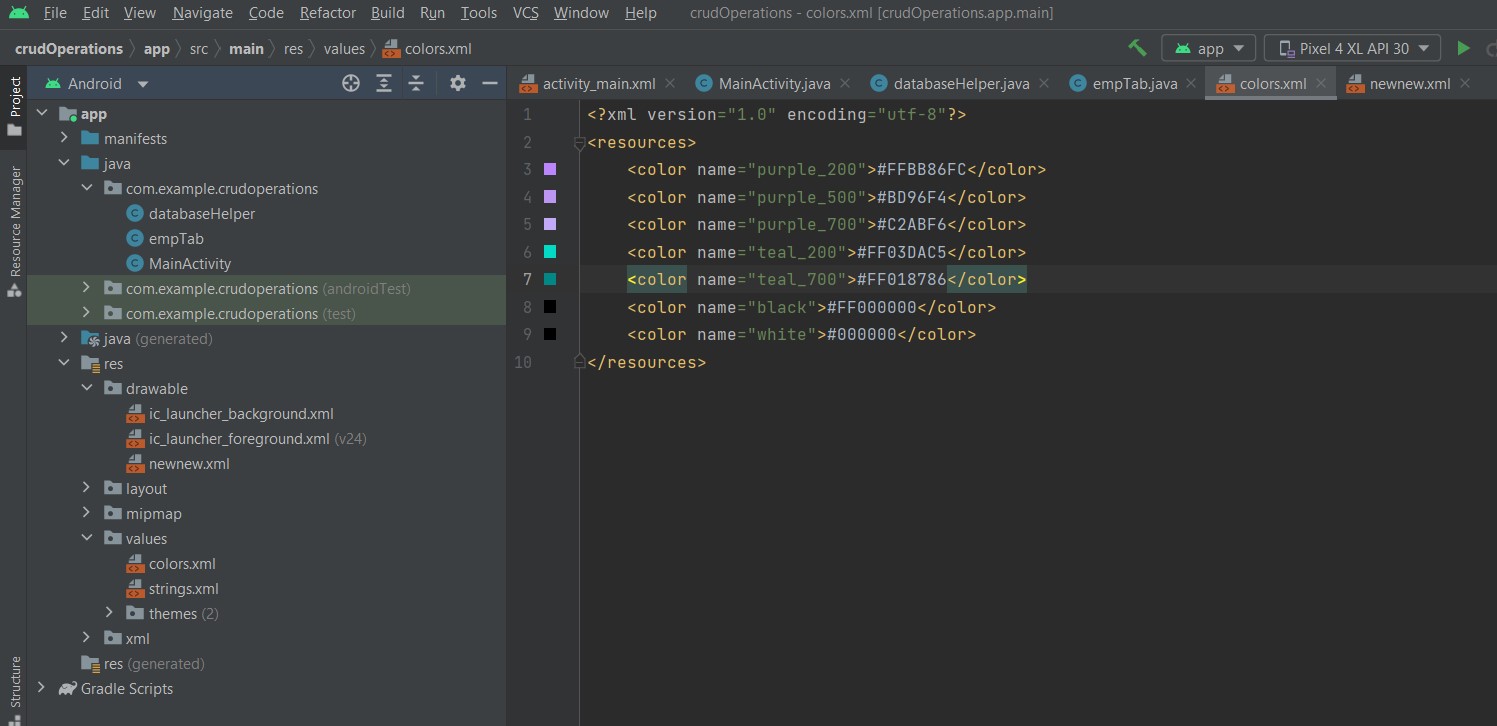 File Edit View Navigate Code Refactor Build Run Tools VCS Window Help crudOperations - colors.xml [crudOperations.app.main]
crudOperations app src main res values colors.xml app Pixel 4 XL API 30
Project
Resource Manager
Structure
Android
app
manifests
java
com.example.crudoperations
databaseHelper
empTab
MainActivity
com.example.crudoperations (androidTest)
com.example.crudoperations (test)
java (generated)
res
drawable
ic_launcher_background.xml
ic_launcher_foreground.xml (v24)
newnew.xml
layout
mipmap
values
colors.xml
strings.xml
themes (2)
xml
res (generated)
Gradle Scripts
activity_main.xml MainActivity.java databaseHelper.java empTab.java colors.xml newnew.xml
1 <?xml version="1.0" encoding="utf-8"?>
2 <resources>
3 <color name="purple_200">#FFBB86FC</color>
4 <color name="purple_500">#BD96F4</color>
5 <color name="purple_700">#C2ABF6</color>
6 <color name="teal_200">#FF03DAC5</color>
7 <color name="teal_700">#FF018786</color>
8 <color name="black">#FF000000</color>
9 <color name="white">#000000</color>
10 </resources>